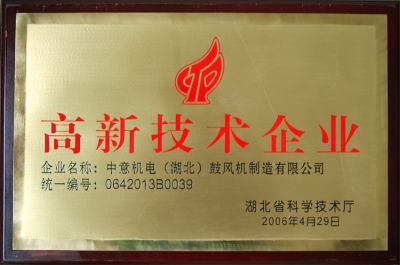 高新技术企业
企业名称：中意机电（湖北）鼓风机制造有限公司
统一编号：0642013B0039
湖北省科学技术厅
2006年4月29日